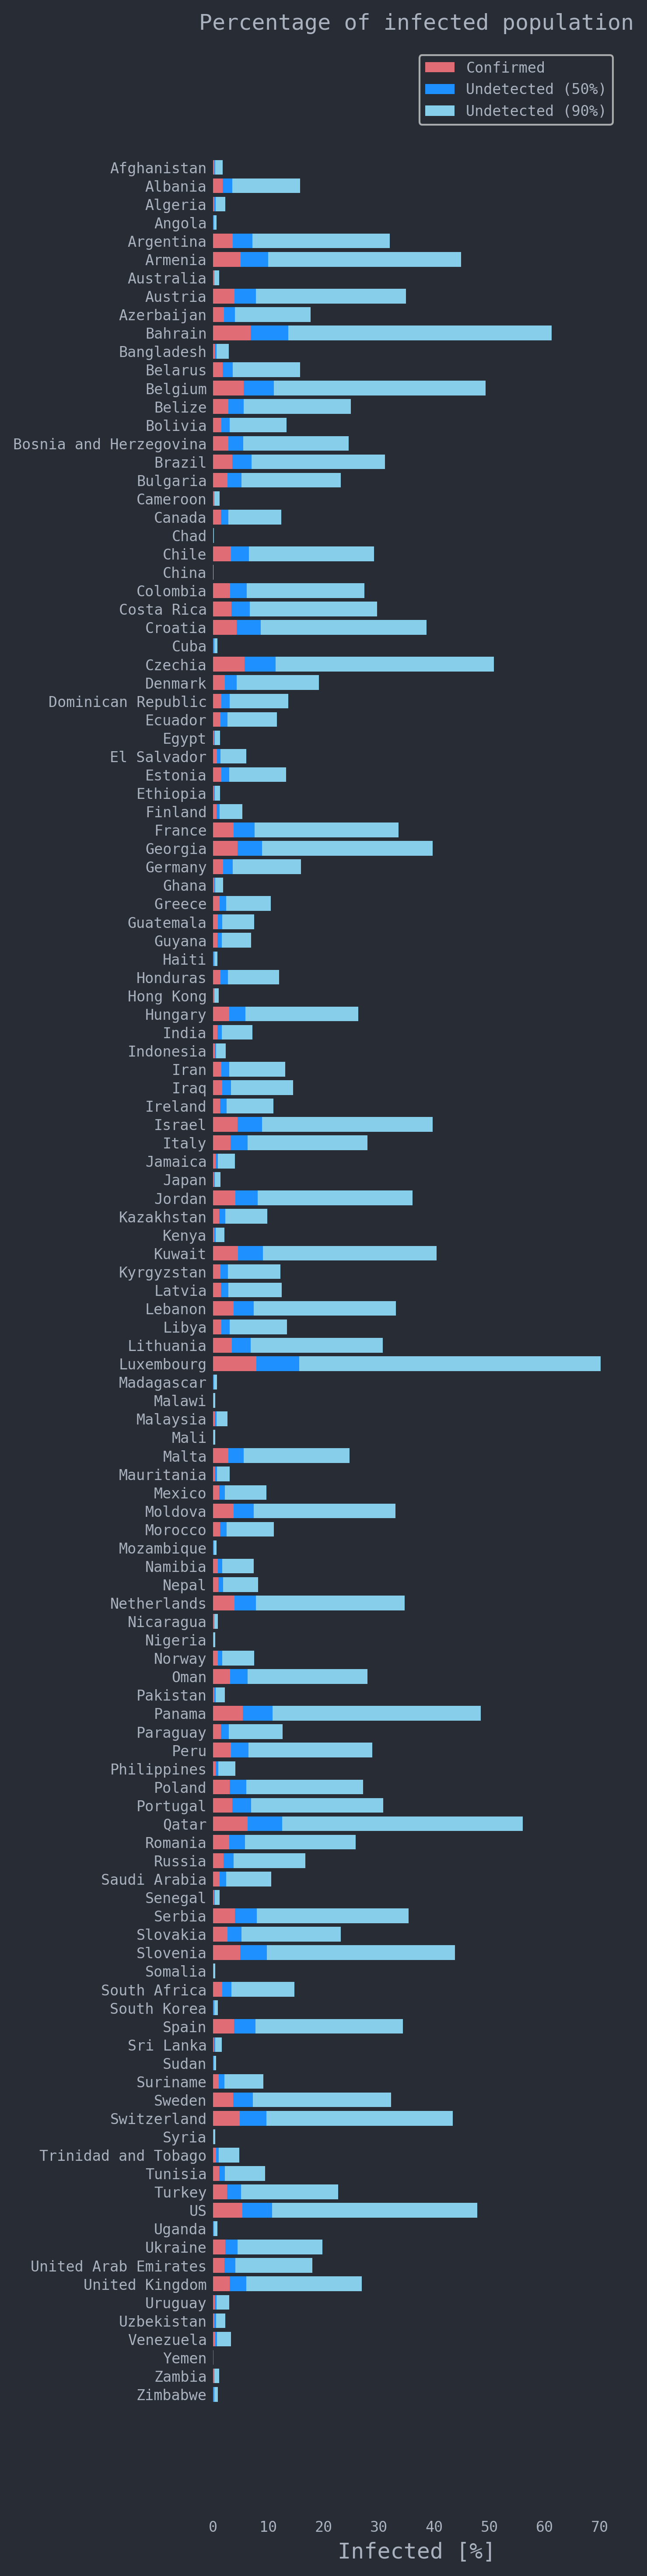 Percentage of infected population
Confirmed
Undetected (50%)
Undetected (90%)
Afghanistan
Albania
Algeria
Angola
Argentina
Armenia
Australia
Austria
Azerbaijan
Bahrain
Bangladesh
Belarus
Belgium
Belize
Bolivia
Bosnia and Herzegovina
Brazil
Bulgaria
Cameroon
Canada
Chad
Chile
China
Colombia
Costa Rica
Croatia
Cuba
Czechia
Denmark
Dominican Republic
Ecuador
Egypt
El Salvador
Estonia
Ethiopia
Finland
France
Georgia
Germany
Ghana
Greece
Guatemala
Guyana
Haiti
Honduras
Hong Kong
Hungary
India
Indonesia
Iran
Iraq
Ireland
Israel
Italy
Jamaica
Japan
Jordan
Kazakhstan
Kenya
Kuwait
Kyrgyzstan
Latvia
Lebanon
Libya
Lithuania
Luxembourg
Madagascar
Malawi
Malaysia
Mali
Malta
Mauritania
Mexico
Moldova
Morocco
Mozambique
Namibia
Nepal
Netherlands
Nicaragua
Nigeria
Norway
Oman
Pakistan
Panama
Paraguay
Peru
Philippines
Poland
Portugal
Qatar
Romania
Russia
Saudi Arabia
Senegal
Serbia
Slovakia
Slovenia
Somalia
South Africa
South Korea
Spain
Sri Lanka
Sudan
Suriname
Sweden
Switzerland
Syria
Trinidad and Tobago
Tunisia
Turkey
US
Uganda
Ukraine
United Arab Emirates
United Kingdom
Uruguay
Uzbekistan
Venezuela
Yemen
Zambia
Zimbabwe
0 10 20 30 40 50 60 70
Infected [%]